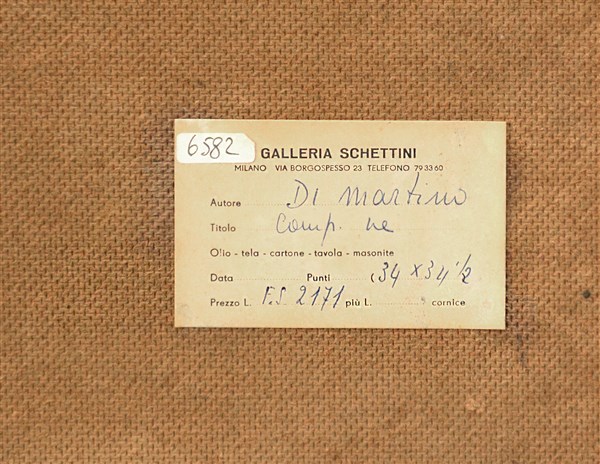 6582
GALLERIA SCHETTINI
MILANO VIA BORGOSPESSO 23 TELEFONO 793360
Autore Di Martino
Titolo Comp. ne
Olio - tela - cartone - tavola - masonite
Data Punti (34 x 34 1/2
Prezzo L. F.S 2171 più L. cornice